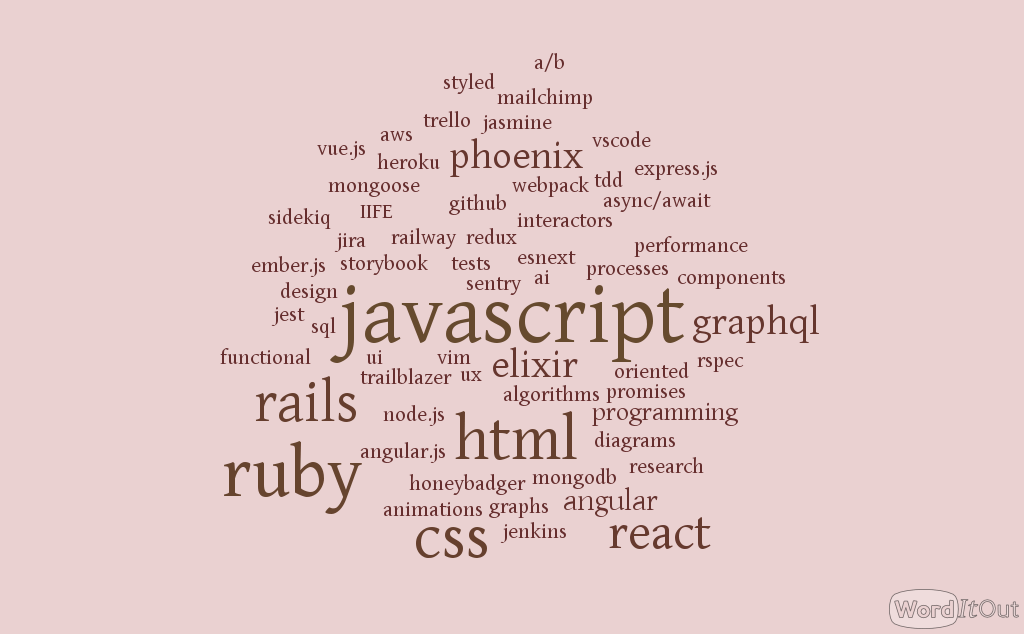 a/b
styled
mailchimp
trello
jasmine
aws
vue.js
vscode
heroku
phoenix
express.js
mongoose
webpack
tdd
github
async/await
sidekiq
IIFE
interactors
jira
railway
redux
performance
ember.js
storybook
tests
esnext
processes
components
sentry
ai
design
jest
sql
javascript
graphql
functional
ui
vim
elixir
rspec
trailblazer
ux
oriented
algorithms
promises
rails
node.js
html
programming
diagrams
angular.js
ruby
research
honeybadger
mongodb
animations
graphs
angular
css
jenkins
react
WordItOut